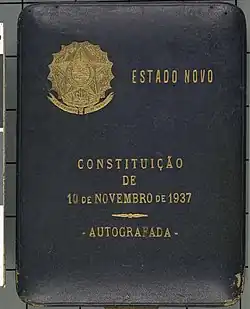 ESTADO NOVO
CONSTITUIÇÃO
DE
10 DE NOVEMBRO DE 1937
- AUTOGRAFADA -